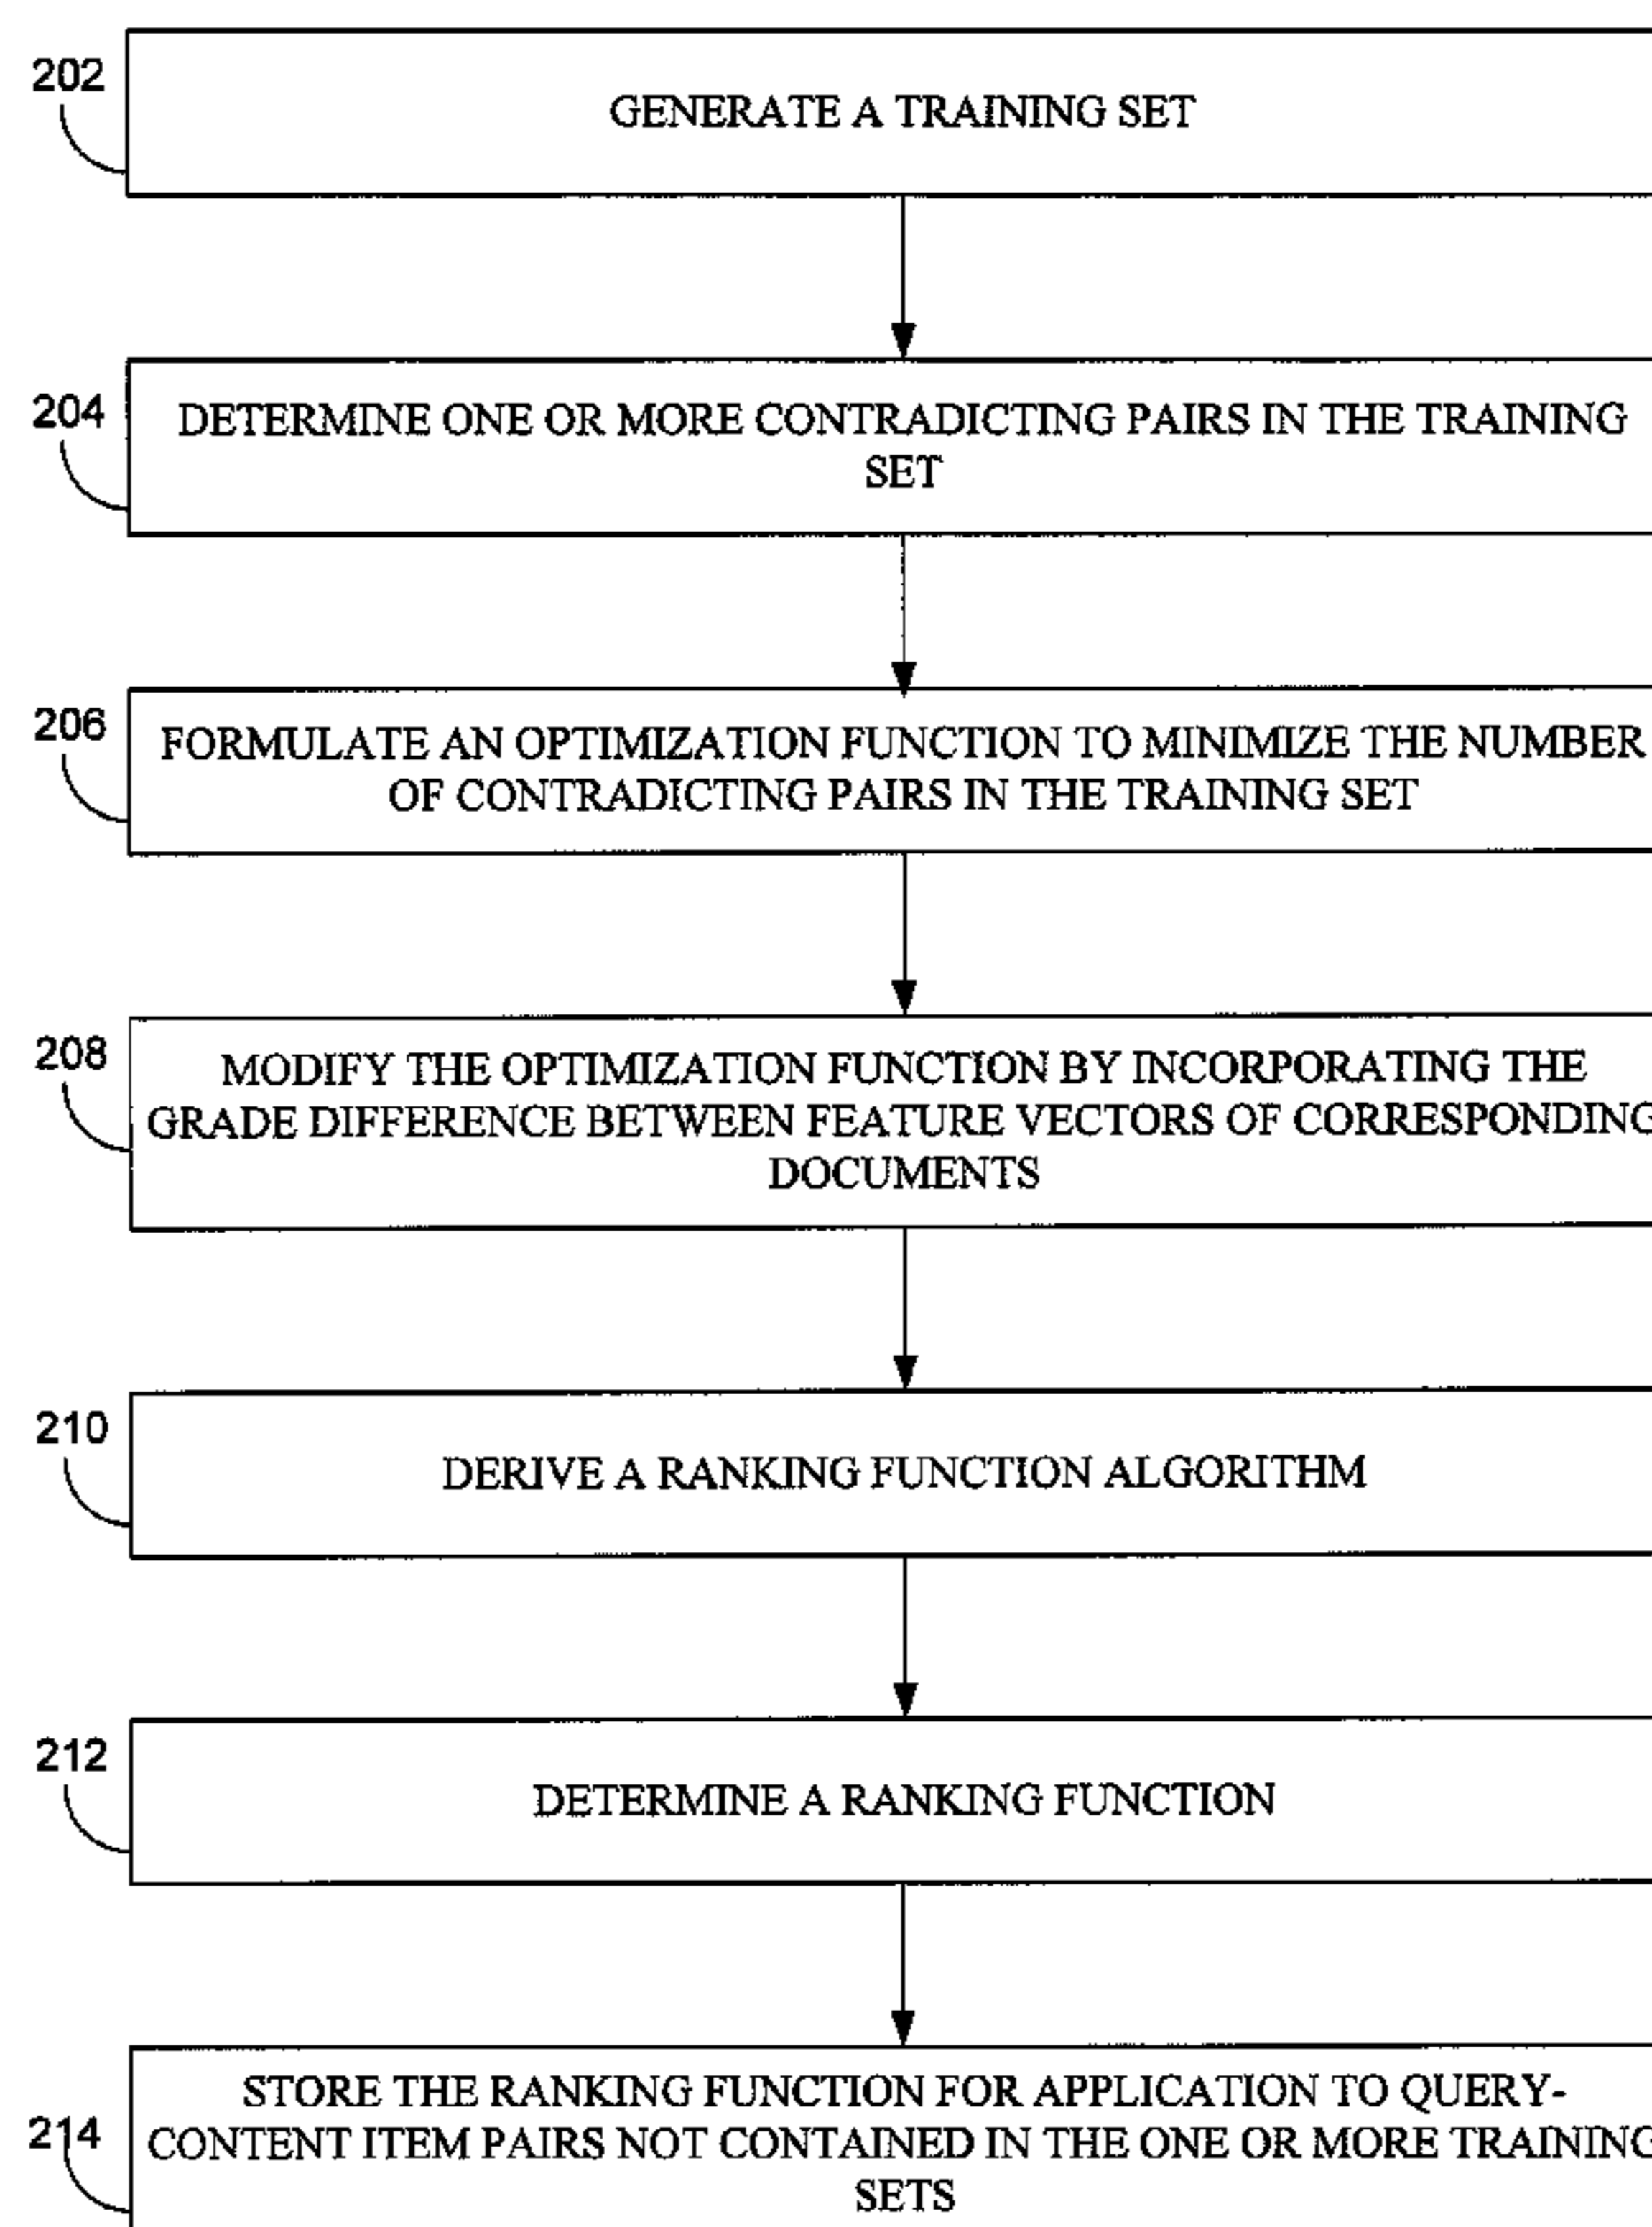 202
GENERATE A TRAINING SET
204
DETERMINE ONE OR MORE CONTRADICTING PAIRS IN THE TRAINING
SET
206
FORMULATE AN OPTIMIZATION FUNCTION TO MINIMIZE THE NUMBER
OF CONTRADICTING PAIRS IN THE TRAINING SET
208
MODIFY THE OPTIMIZATION FUNCTION BY INCORPORATING THE
GRADE DIFFERENCE BETWEEN FEATURE VECTORS OF CORRESPONDING
DOCUMENTS
210
DERIVE A RANKING FUNCTION ALGORITHM
212
DETERMINE A RANKING FUNCTION
214
STORE THE RANKING FUNCTION FOR APPLICATION TO QUERY-
CONTENT ITEM PAIRS NOT CONTAINED IN THE ONE OR MORE TRAINING
SETS